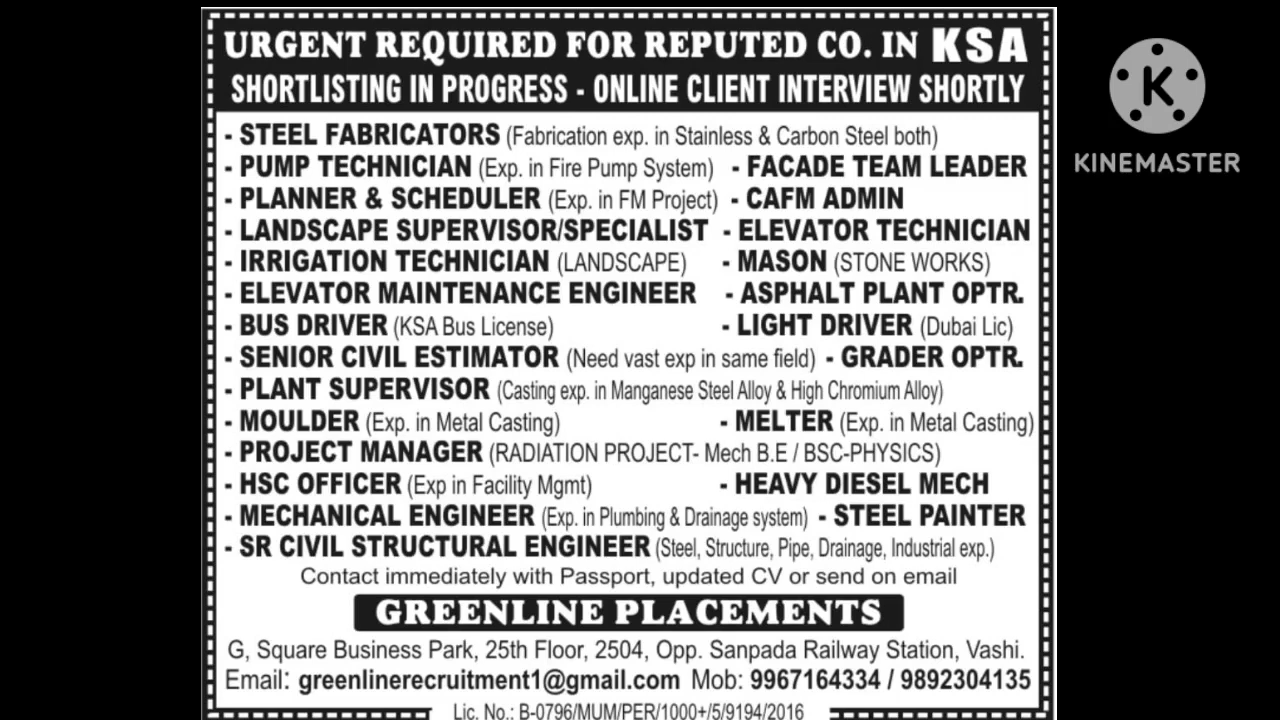 URGENT REQUIRED FOR REPUTED CO. IN KSA
SHORTLISTING IN PROGRESS - ONLINE CLIENT INTERVIEW SHORTLY
- STEEL FABRICATORS (Fabrication exp. in Stainless & Carbon Steel both)
- PUMP TECHNICIAN (Exp. in Fire Pump System) - FACADE TEAM LEADER
- PLANNER & SCHEDULER (Exp. in FM Project) - CAFM ADMIN
- LANDSCAPE SUPERVISOR/SPECIALIST - ELEVATOR TECHNICIAN
- IRRIGATION TECHNICIAN (LANDSCAPE) - MASON (STONE WORKS)
- ELEVATOR MAINTENANCE ENGINEER - ASPHALT PLANT OPTR.
- BUS DRIVER (KSA Bus License) - LIGHT DRIVER (Dubai Lic)
- SENIOR CIVIL ESTIMATOR (Need vast exp in same field) - GRADER OPTR.
- PLANT SUPERVISOR (Casting exp. in Manganese Steel Alloy & High Chromium Alloy)
- MOULDER (Exp. in Metal Casting) - MELTER (Exp. in Metal Casting)
- PROJECT MANAGER (RADIATION PROJECT- Mech B.E / BSC-PHYSICS)
- HSC OFFICER (Exp in Facility Mgmt) - HEAVY DIESEL MECH
- MECHANICAL ENGINEER (Exp. in Plumbing & Drainage system) - STEEL PAINTER
- SR CIVIL STRUCTURAL ENGINEER (Steel, Structure, Pipe, Drainage, Industrial exp.)
Contact immediately with Passport, updated CV or send on email
GREENLINE PLACEMENTS
G, Square Business Park, 25th Floor, 2504, Opp. Sanpada Railway Station, Vashi.
Email: greenlinerecruitment1@gmail.com Mob: 9967164334 / 9892304135
Lic. No.: B-0796/MUM/PER/1000+/5/9194/2016
K
KINEMASTER